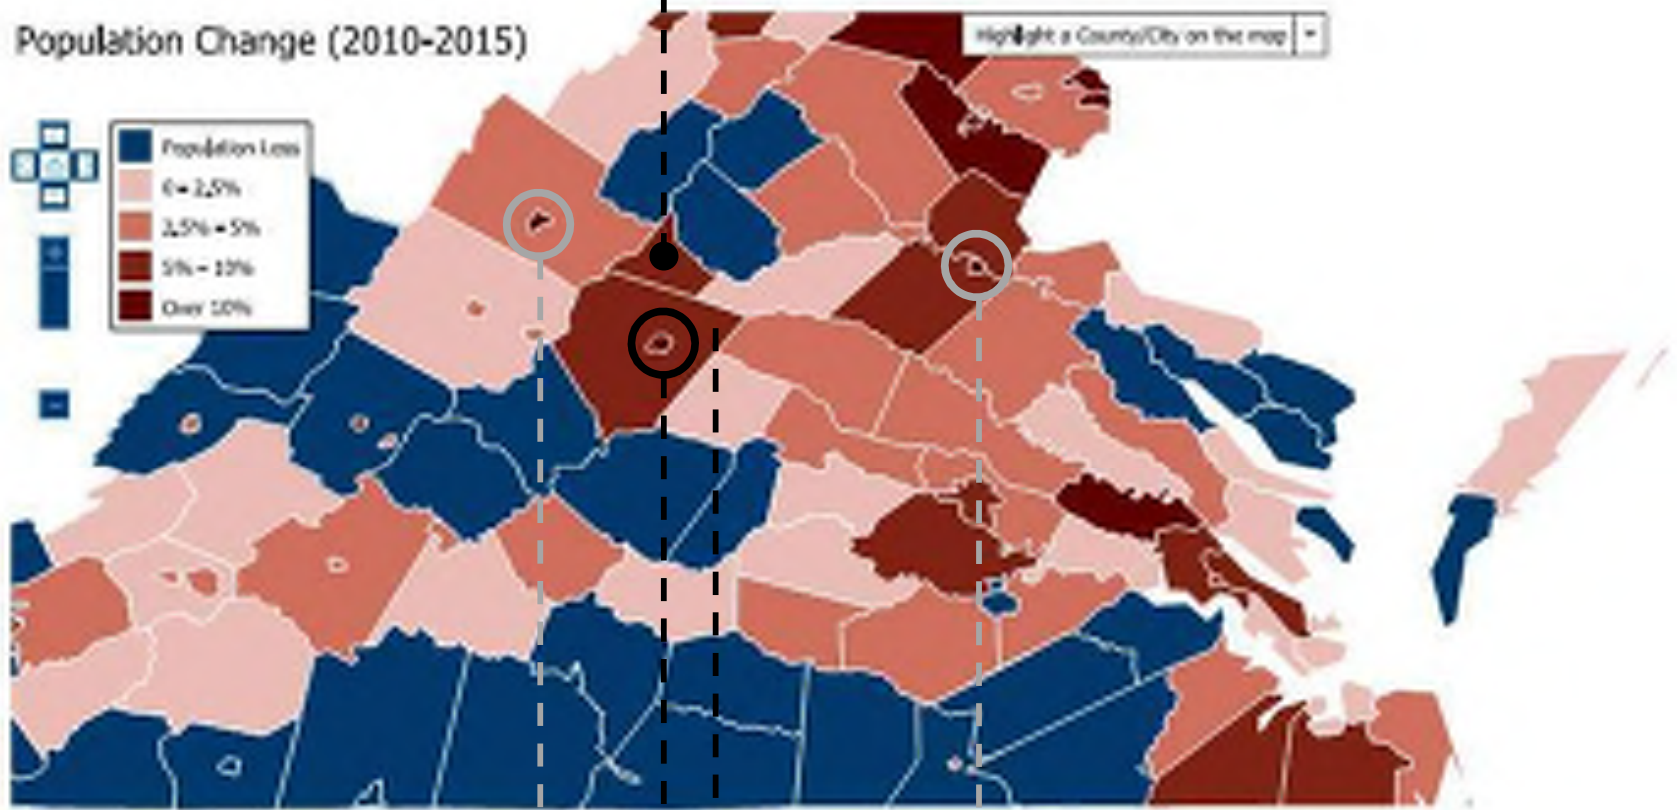 Population Change (2010-2015)
Highlight a County/City on the map
Population Loss
0 - 2.5%
2.5% - 5%
5% - 10%
Over 10%